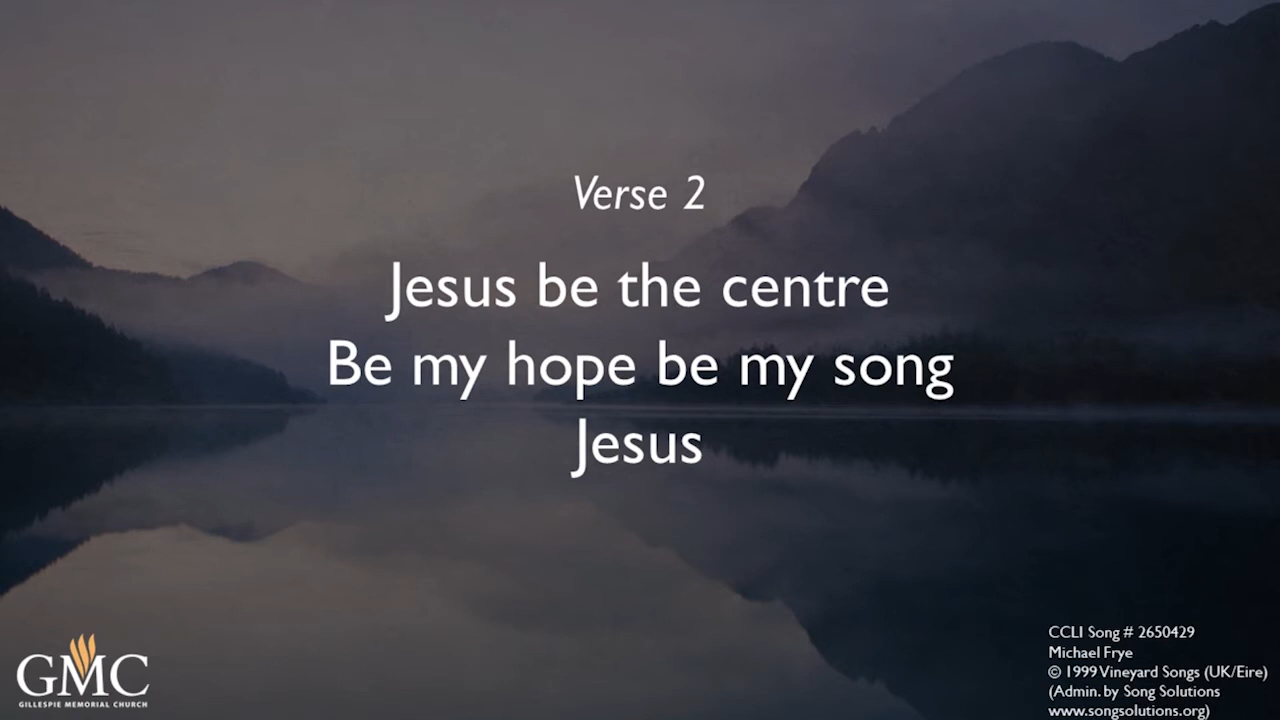 Verse 2
Jesus be the centre
Be my hope be my song
Jesus
GMC
GILLESPIE MEMORIAL CHURCH
CCLI Song # 2650429
Michael Frye
© 1999 Vineyard Songs (UK/Eire)
(Admin. by Song Solutions
www.songsolutions.org)